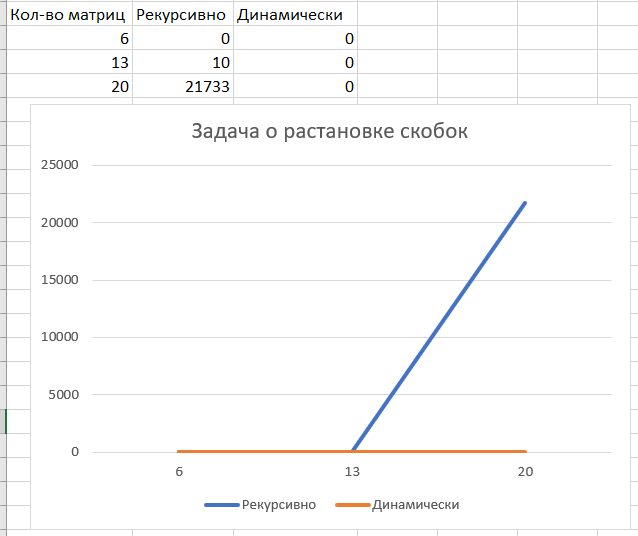 Кол-во матриц Рекурсивно Динамически
6 0 0
13 10 0
20 21733 0
Задача о растановке скобок
25000
20000
15000
10000
5000
0
6 13 20
Рекурсивно Динамически